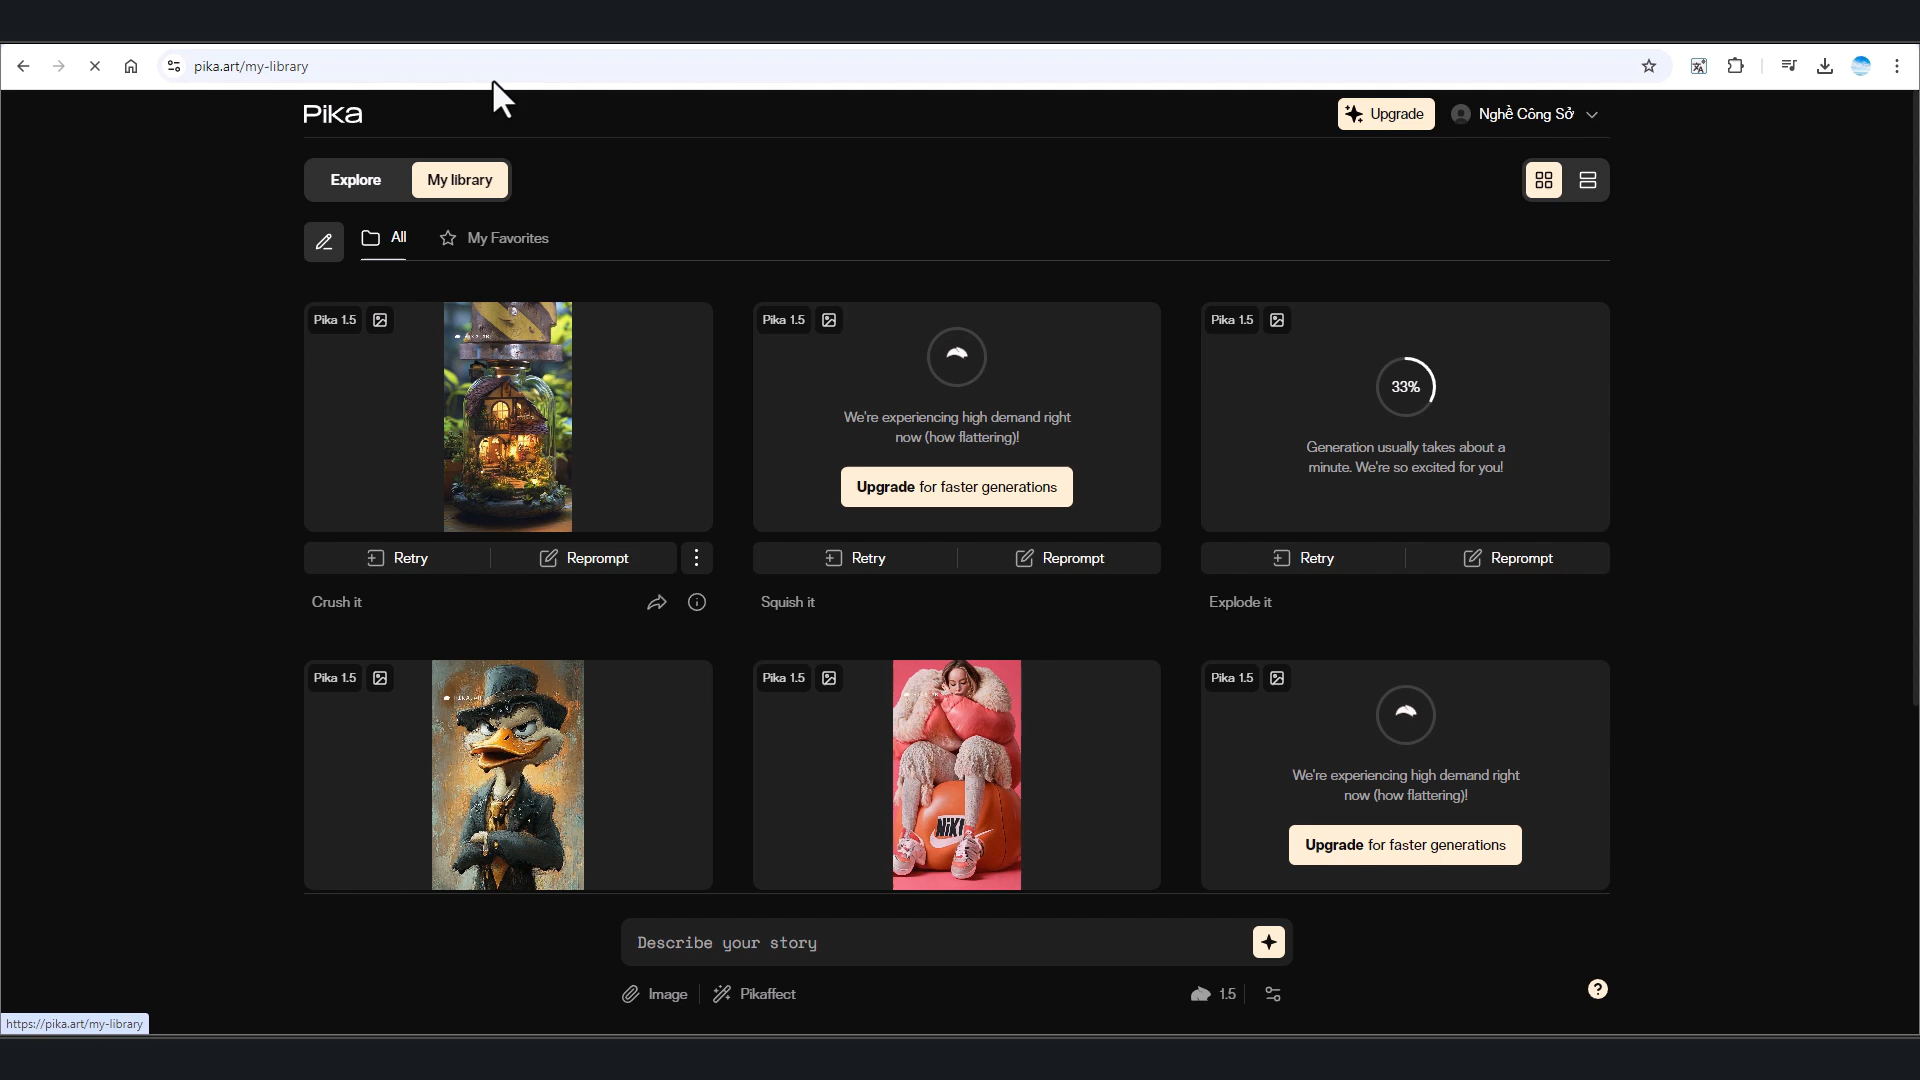 pika.art/my-library
Pika
Upgrade
Nghề Công Sở
Explore
My library
All
My Favorites
Pika 1.5
Pika 1.5
We're experiencing high demand right
now (how flattering)!
Upgrade for faster generations
Pika 1.5
33%
Generation usually takes about a
minute. We're so excited for you!
Retry
Reprompt
Retry
Reprompt
Retry
Reprompt
Crush it
Squish it
Explode it
Pika 1.5
Pika 1.5
Pika 1.5
We're experiencing high demand right
now (how flattering)!
Upgrade for faster generations
Describe your story
Image
Pikaffect
1.5
?
https://pika.art/my-library